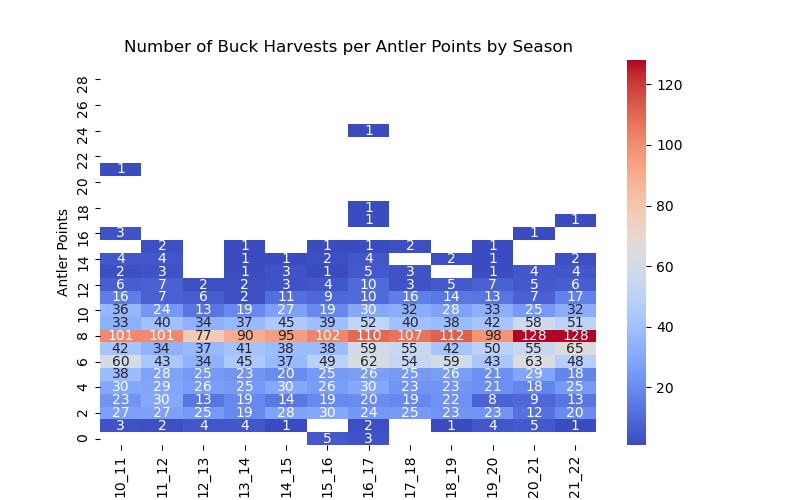 Number of Buck Harvests per Antler Points by Season
28
120
26
24 1
100
22
1
20
18 1 80
1 1
16 3 1
2 1 1 1 2 1
14 4 4 1 1 2 4 2 1 2
60
2 3 1 3 1 5 3 1 4 4
12 6 7 2 2 3 4 10 3 5 7 5 6
16 7 6 2 11 9 10 16 14 13 7 17
10 36 24 13 19 27 19 30 32 28 33 25 32
33 40 34 37 45 39 52 40 38 42 58 51
40
8 101 101 77 90 95 102 110 107 112 98 128 128
42 34 37 41 38 38 59 55 42 50 55 65
6 60 43 34 45 37 49 62 54 59 43 63 48
38 28 25 23 20 25 26 25 26 21 29 18
4 30 29 26 25 30 26 30 23 23 21 18 25
20
23 30 13 19 14 19 20 19 22 8 9 13
2 27 27 25 19 28 30 24 25 23 23 12 20
3 2 4 4 1 2 1 4 5 1
0 5 3
Antler Points
10_11 11_12 12_13 13_14 14_15 15_16 16_17 17_18 18_19 19_20 20_21 21_22